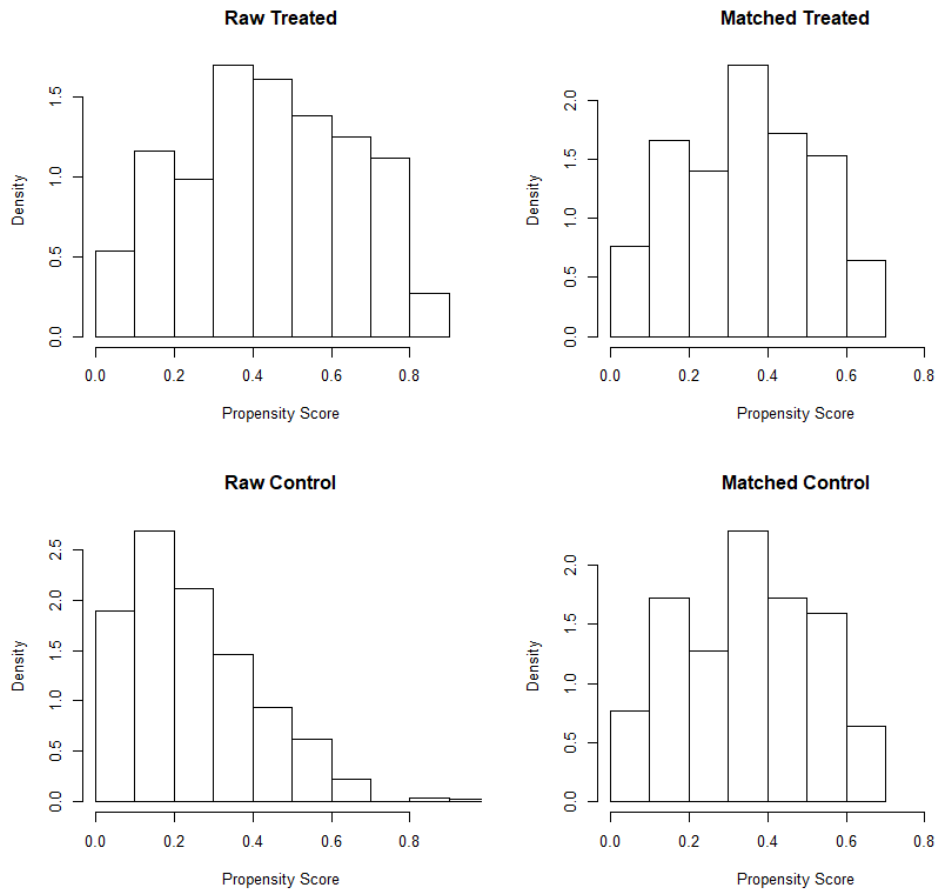 Raw Treated
Density
0.0 0.5 1.0 1.5
0.0 0.2 0.4 0.6 0.8
Propensity Score
Matched Treated
Density
0.0 0.5 1.0 1.5 2.0
0.0 0.2 0.4 0.6 0.8
Propensity Score
Raw Control
Density
0.0 0.5 1.0 1.5 2.0 2.5
0.0 0.2 0.4 0.6 0.8
Propensity Score
Matched Control
Density
0.0 0.5 1.0 1.5 2.0
0.0 0.2 0.4 0.6 0.8
Propensity Score